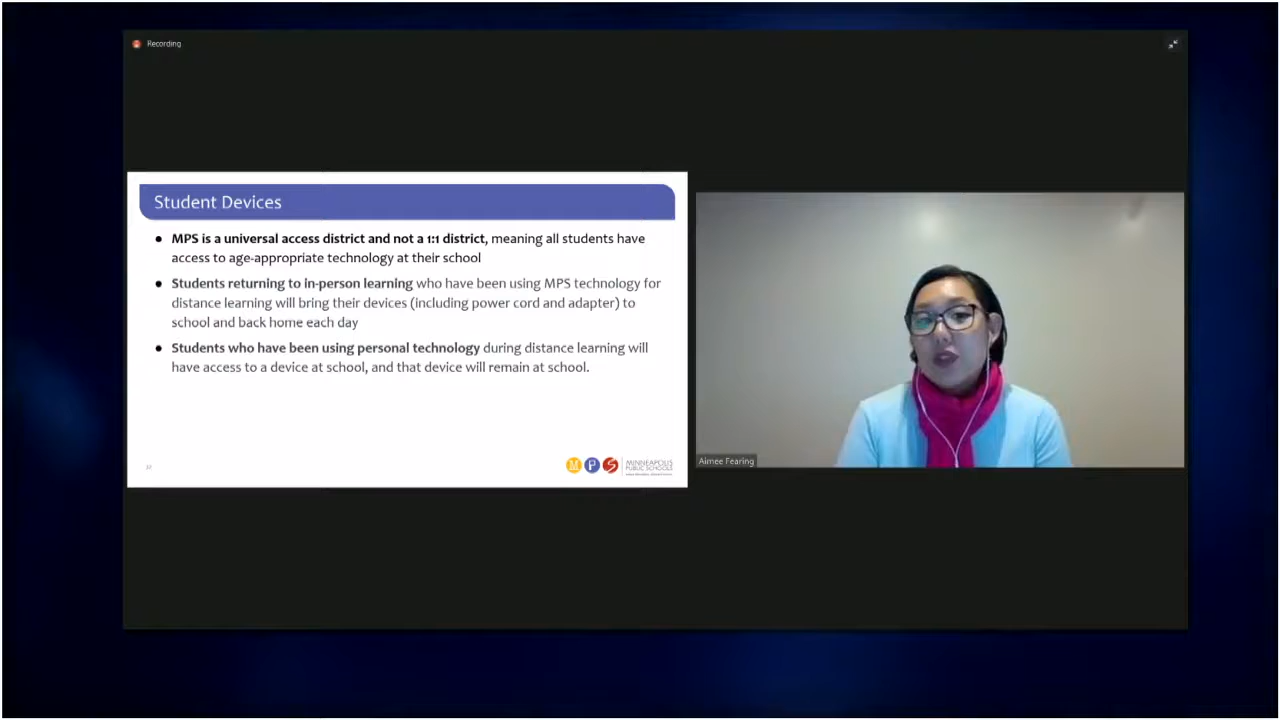 Recording
Student Devices
● MPS is a universal access district and not a 1:1 district, meaning all students have
access to age-appropriate technology at their school
● Students returning to in-person learning who have been using MPS technology for
distance learning will bring their devices (including power cord and adapter) to
school and back home each day
● Students who have been using personal technology during distance learning will
have access to a device at school, and that device will remain at school.
M P S
MINNEAPOLIS
PUBLIC SCHOOLS
Aimee Fearing